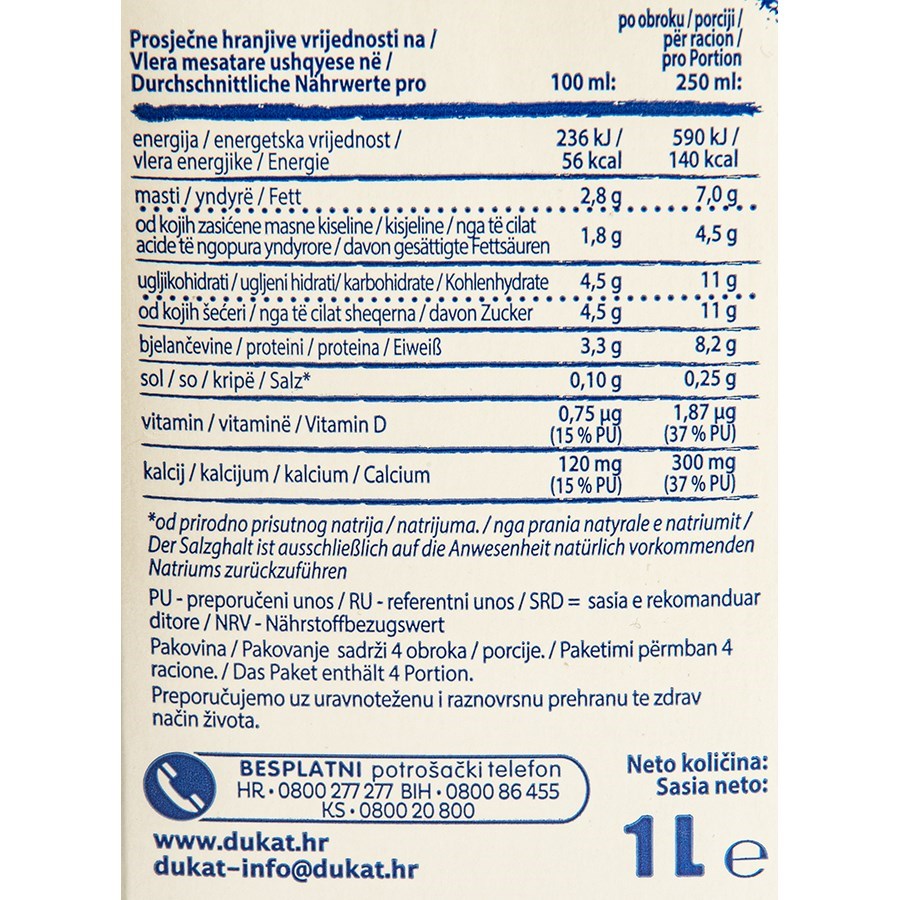 po obroku / porciji /
Prosječne hranjive vrijednosti na / për racion /
Vlera mesatare ushqyese në / pro Portion
Durchschnittliche Nährwerte pro 100 ml: 250 ml:
energija / energetska vrijednost / 236 kJ / 590 kJ /
vlera energjike / Energie 56 kcal 140 kcal
masti / yndyrë / Fett 2,8 g 7,0 g
od kojih zasićene masne kiseline / kisjeline / nga të cilat
acide të ngopura yndyrore / davon gesättigte Fettsäuren 1,8 g 4,5 g
ugljikohidrati / ugljeni hidrati/ karbohidrate / Kohlenhydrate 4,5 g 11 g
od kojih šećeri / nga të cilat sheqerna / davon Zucker 4,5 g 11 g
bjelančevine / proteini / proteina / Eiweiß 3,3 g 8,2 g
sol / so / kripë / Salz* 0,10 g 0,25 g
vitamin / vitaminë / Vitamin D 0,75 µg 1,87 µg
(15 % PU) (37 % PU)
kalcij / kalcijum / kalcium / Calcium 120 mg 300 mg
(15 % PU) (37 % PU)
*od prirodno prisutnog natrija / natrijuma. / nga prania natyrale e natriumit /
Der Salzghalt ist ausschließlich auf die Anwesenheit natürlich vorkommenden
Natriums zurückzuführen
PU - preporučeni unos / RU - referentni unos / SRD = sasia e rekomanduar
ditore / NRV - Nährstoffbezugswert
Pakovina / Pakovanje sadrži 4 obroka / porcije. / Paketimi përmban 4
racione. / Das Paket enthält 4 Portion.
Preporučujemo uz uravnoteženu i raznovrsnu prehranu te zdrav
način života.
BESPLATNI potrošački telefon
HR • 0800 277 277 BIH • 0800 86 455
KS • 0800 20 800
www.dukat.hr
dukat-info@dukat.hr
Neto količina:
Sasia neto:
1L e